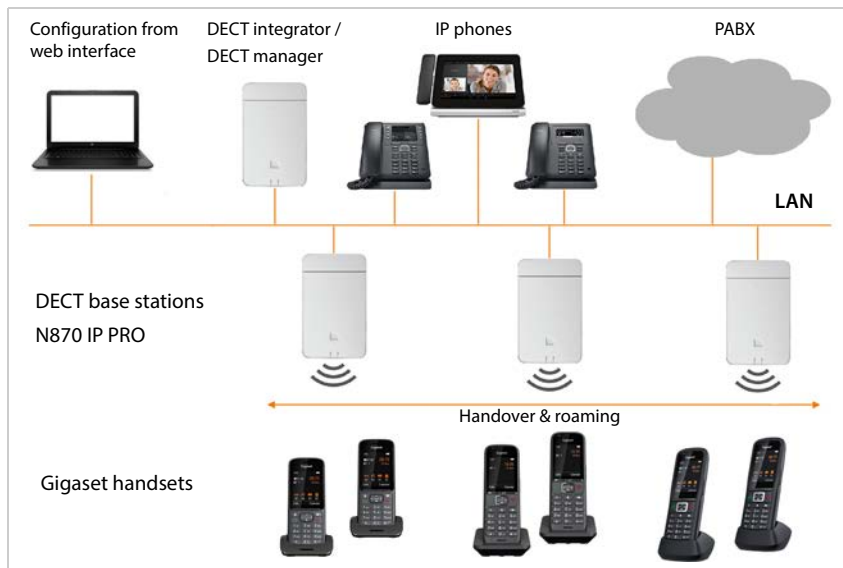 Configuration from
web interface
DECT integrator /
DECT manager
IP phones
PABX
LAN
DECT base stations
N870 IP PRO
Handover & roaming
Gigaset handsets